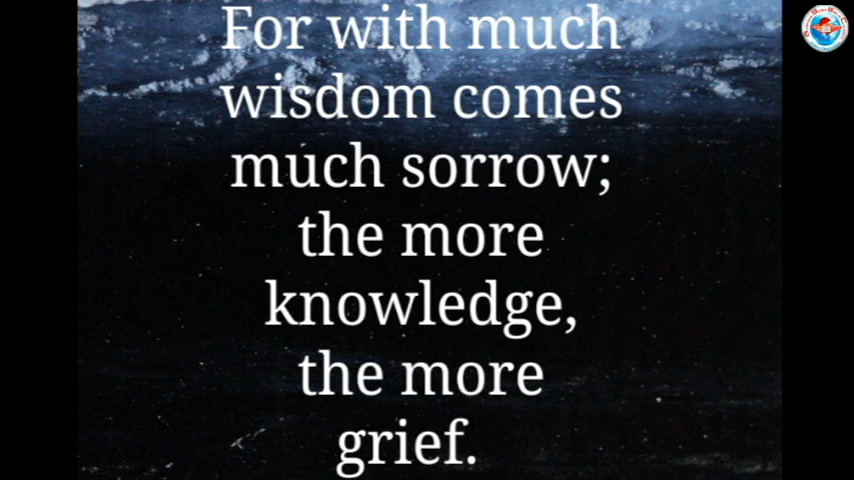 For with much
wisdom comes
much sorrow;
the more
knowledge,
the more
grief.